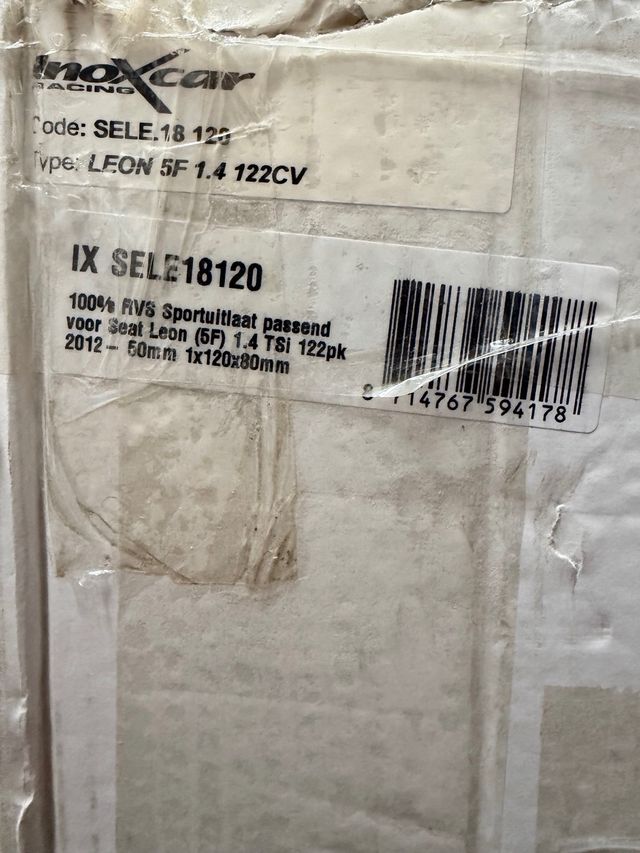 InoXcar
RACING
Code: SELE.18 120
Type: LEON 5F 1.4 122CV
IX SELE18120
100% RVS Sportuitlaat passend
voor Seat Leon (5F) 1.4 TSi 122pk
2012 - 60mm 1x120x80mm
8 714767 594178